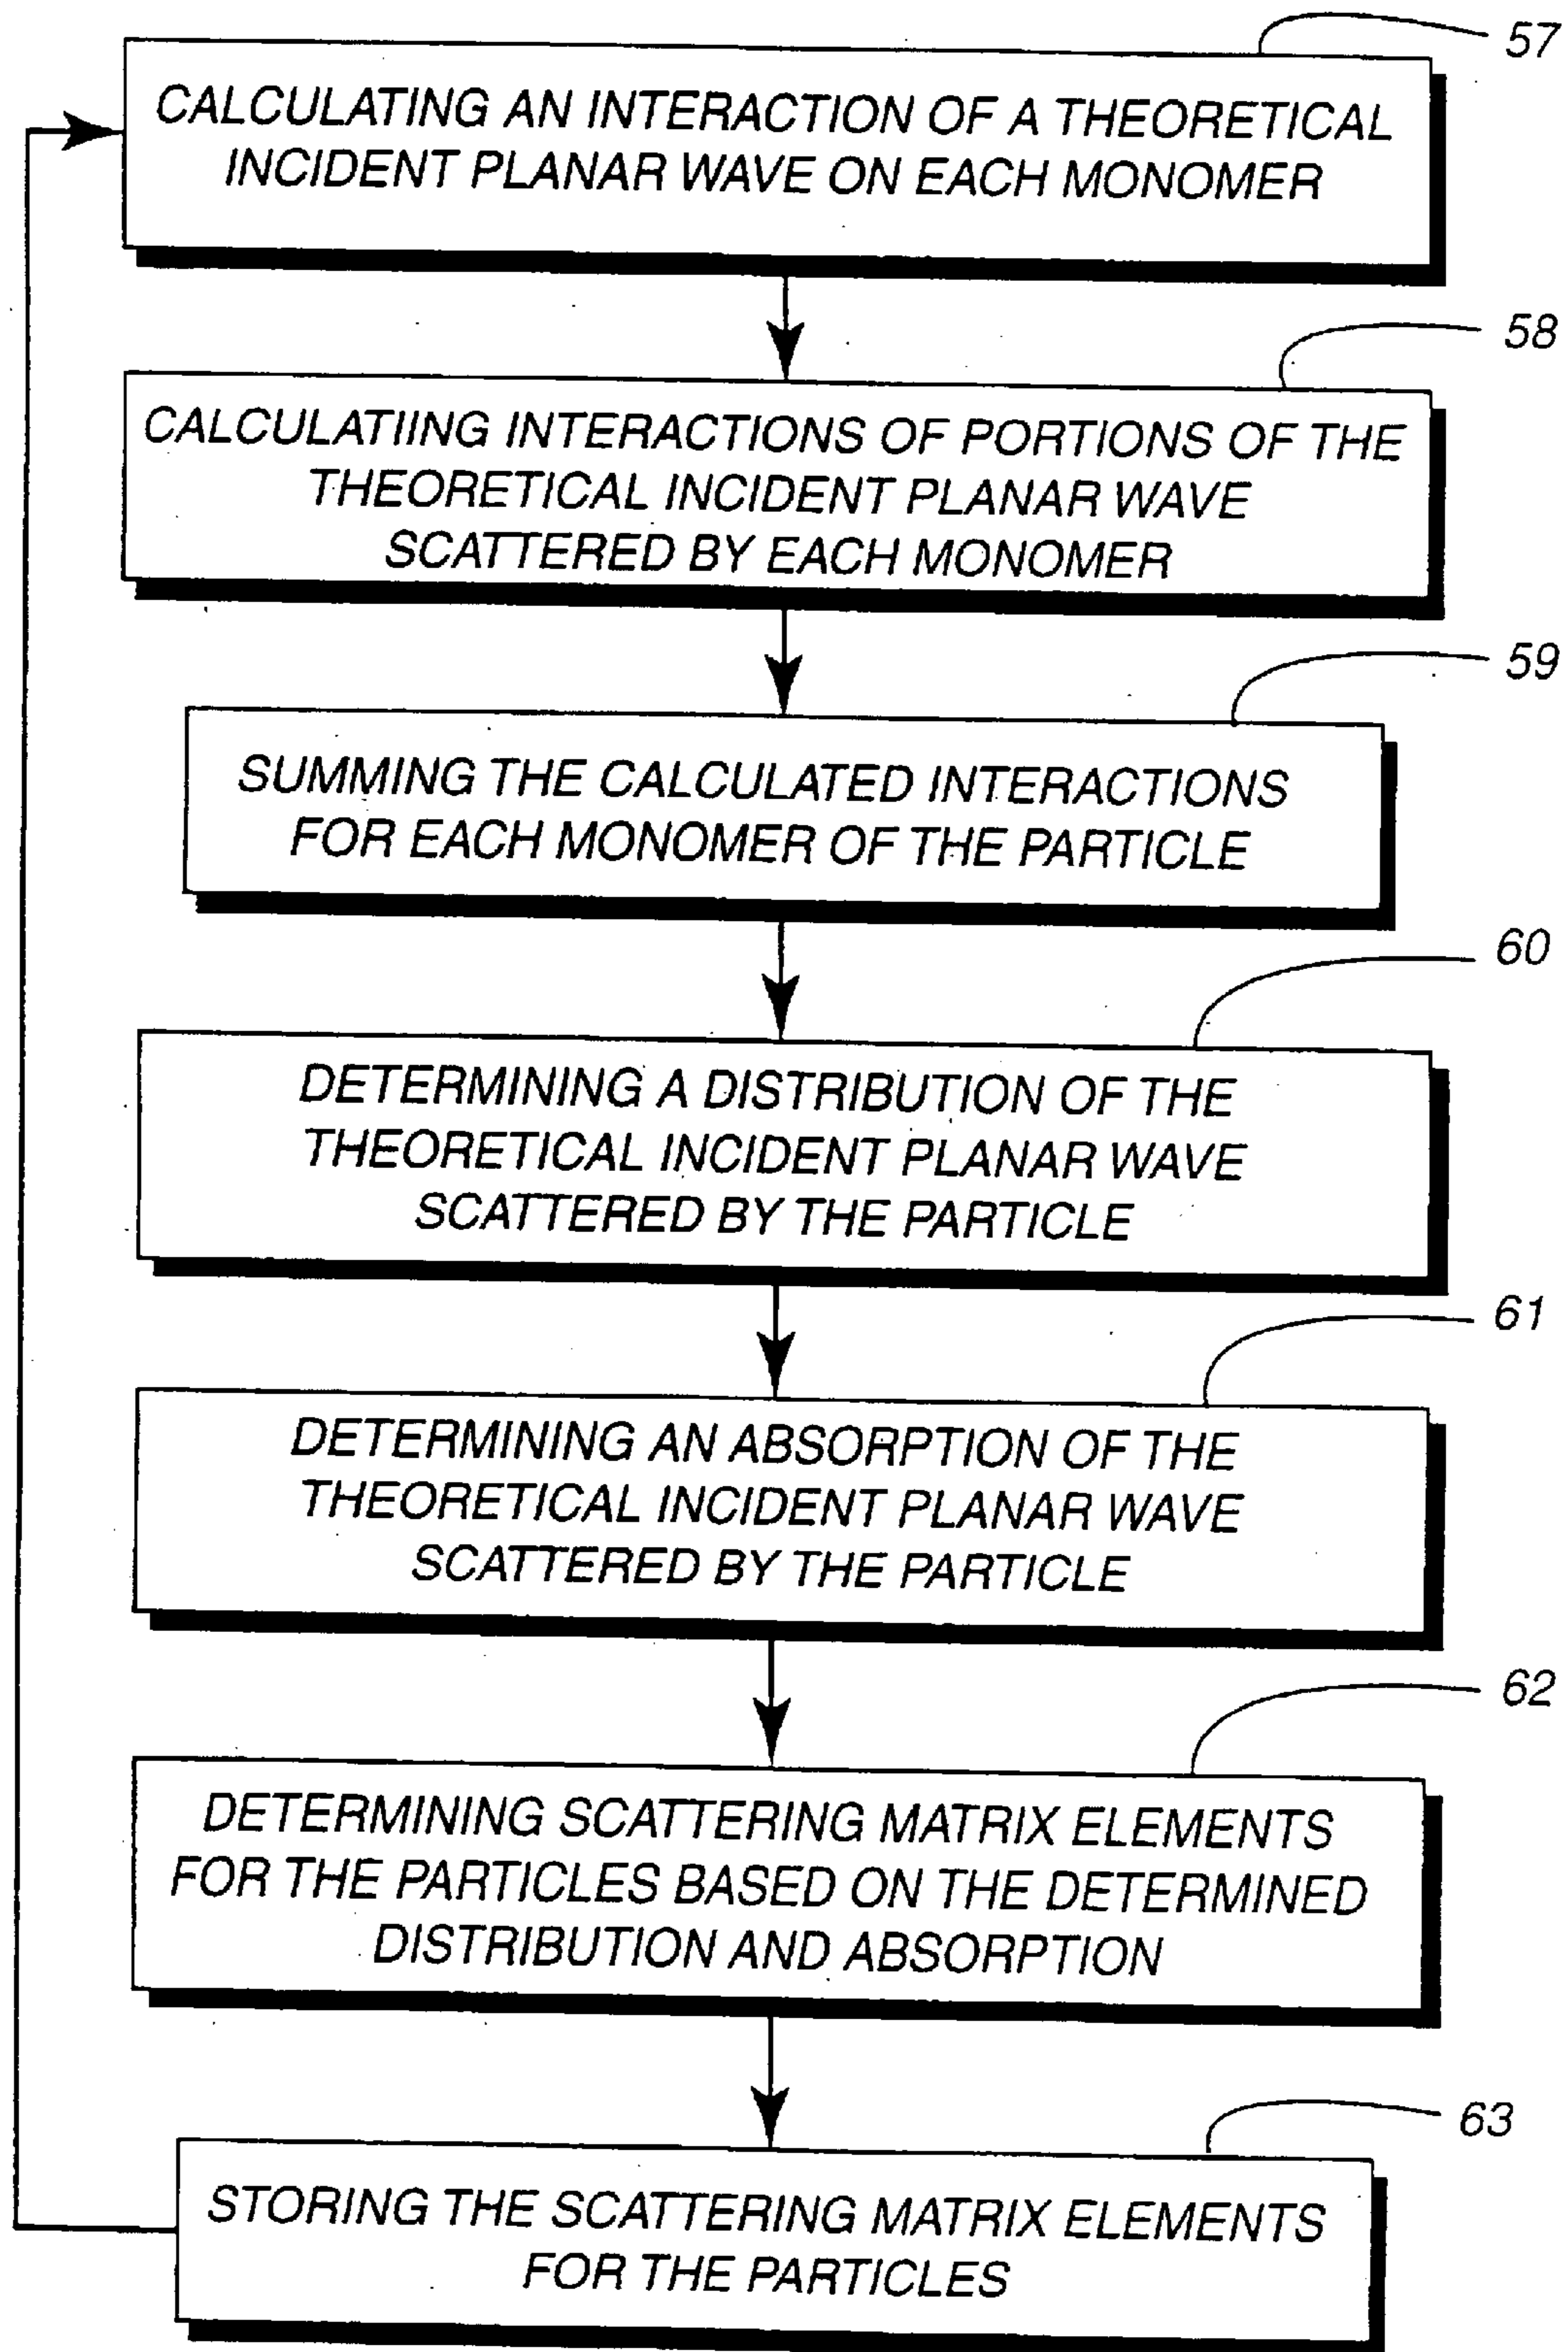 57
CALCULATING AN INTERACTION OF A THEORETICAL
INCIDENT PLANAR WAVE ON EACH MONOMER
58
CALCULATIING INTERACTIONS OF PORTIONS OF THE
THEORETICAL INCIDENT PLANAR WAVE
SCATTERED BY EACH MONOMER
59
SUMMING THE CALCULATED INTERACTIONS
FOR EACH MONOMER OF THE PARTICLE
60
DETERMINING A DISTRIBUTION OF THE
THEORETICAL INCIDENT PLANAR WAVE
SCATTERED BY THE PARTICLE
61
DETERMINING AN ABSORPTION OF THE
THEORETICAL INCIDENT PLANAR WAVE
SCATTERED BY THE PARTICLE
62
DETERMINING SCATTERING MATRIX ELEMENTS
FOR THE PARTICLES BASED ON THE DETERMINED
DISTRIBUTION AND ABSORPTION
63
STORING THE SCATTERING MATRIX ELEMENTS
FOR THE PARTICLES